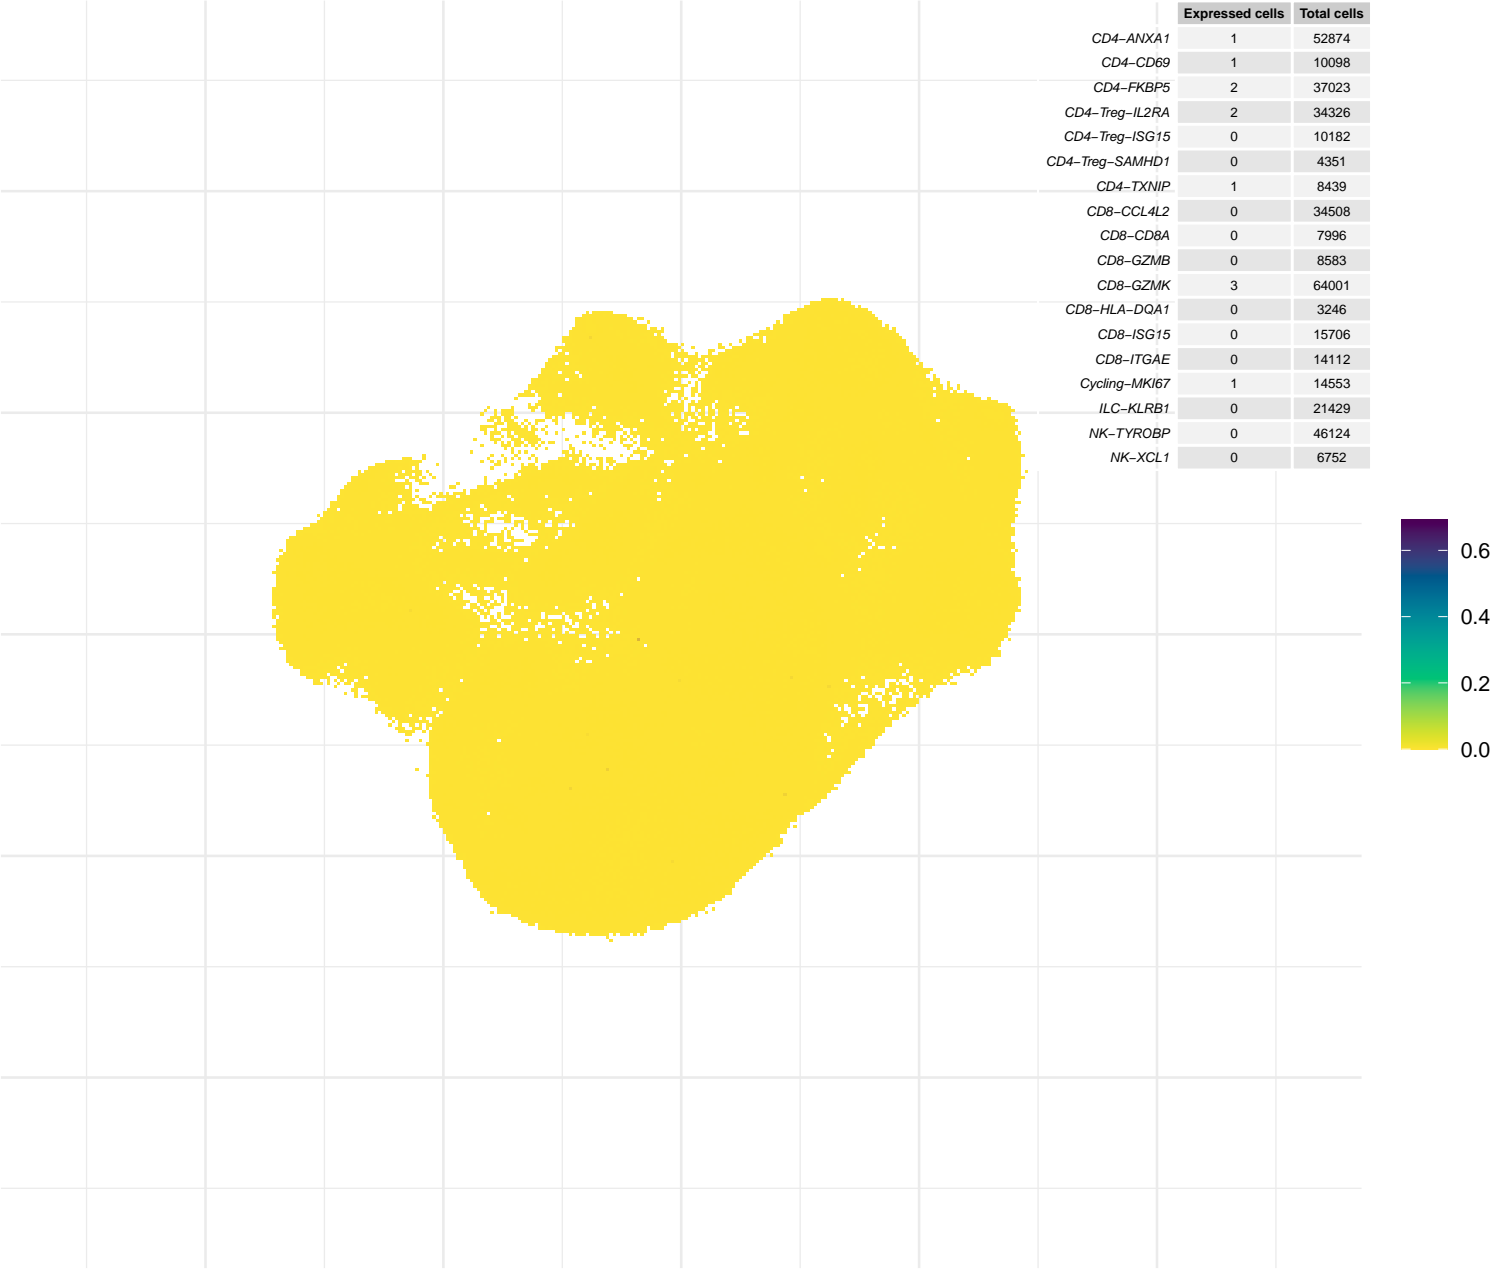 Expressed cells Total cells
CD4−ANXA1 1 52874
CD4−CD69 1 10098
CD4−FKBP5 2 37023
CD4−Treg−IL2RA 2 34326
CD4−Treg−ISG15 0 10182
CD4−Treg−SAMHD1 0 4351
CD4−TXNIP 1 8439
CD8−CCL4L2 0 34508
CD8−CD8A 0 7996
CD8−GZMB 0 8583
CD8−GZMK 3 64001
CD8−HLA−DQA1 0 3246
CD8−ISG15 0 15706
CD8−ITGAE 0 14112
Cycling−MKI67 1 14553
ILC−KLRB1 0 21429
NK−TYROBP 0 46124
NK−XCL1 0 6752
0.6
0.4
0.2
0.0